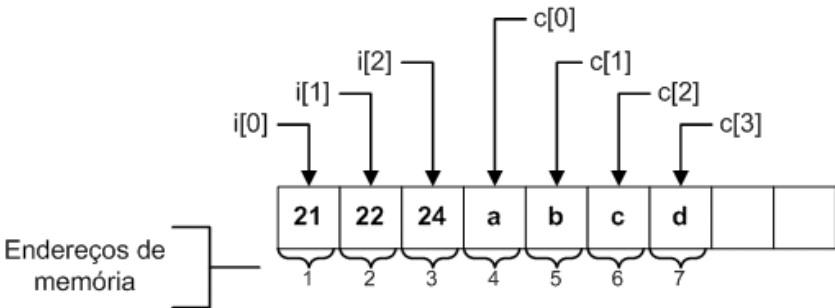 c[0]
i[2] c[1]
i[1] c[2]
i[0] c[3]
21 22 24 a b c d
Endereços de
memória
1 2 3 4 5 6 7